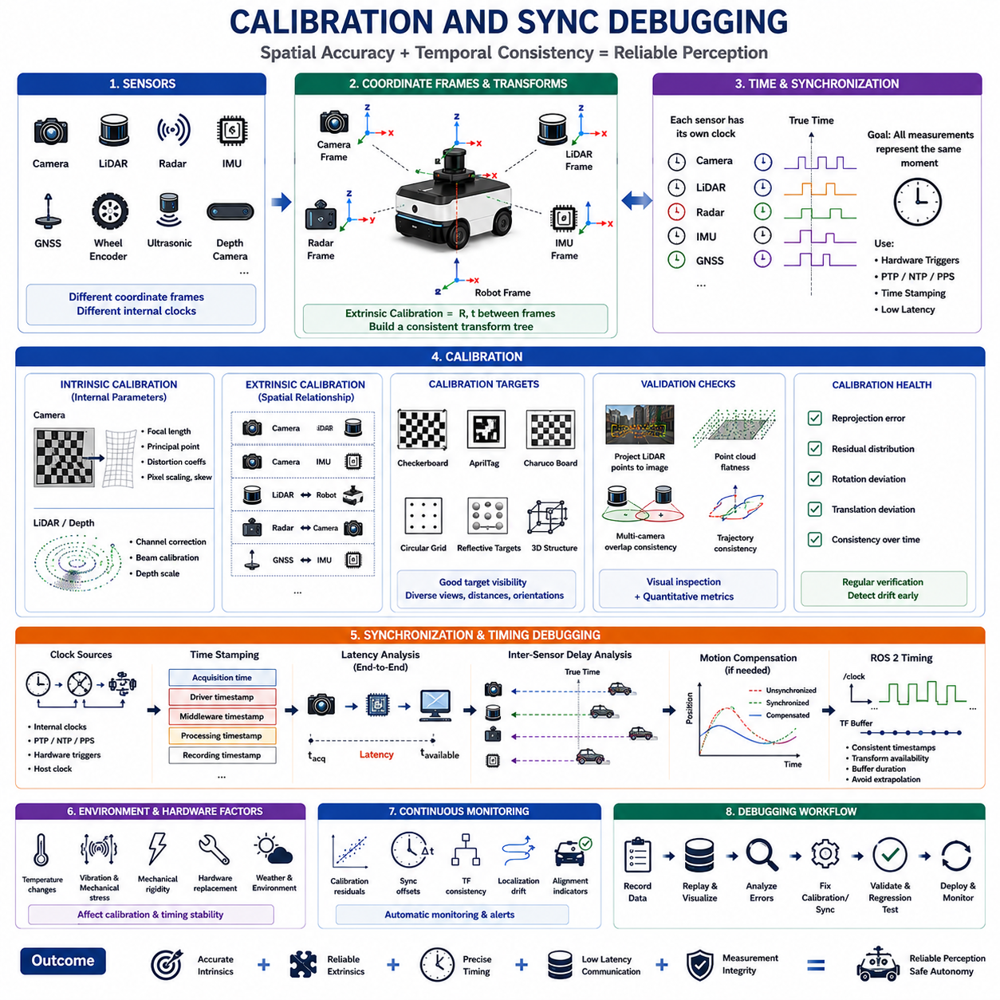 CALIBRATION AND SYNC DEBUGGING
Spatial Accuracy + Temporal Consistency = Reliable Perception
1. SENSORS
Camera
LiDAR
Radar
IMU
GNSS
Wheel
Encoder
Ultrasonic
Depth
Camera
...
Different coordinate frames
Different internal clocks
2. COORDINATE FRAMES & TRANSFORMS
Camera
Frame
z
x
z
x
z
x
LiDAR
Frame
x
Radar
Frame
z
y
IMU
Frame
z
x
z
x
Robot Frame
Extrinsic Calibration = R, t between frames
Build a consistent transform tree
3. TIME & SYNCHRONIZATION
Each sensor has
its own clock
Camera
LiDAR
Radar
IMU
GNSS
...
True Time
Goal: All measurements
represent the same
moment
Use:
• Hardware Triggers
• PTP / NTP / PPS
• Time Stamping
• Low Latency
4. CALIBRATION
INTRINSIC CALIBRATION
(Internal Parameters)
Camera
• Focal length
• Principal point
• Distortion coeffs
• Pixel scaling, skew
LiDAR / Depth
• Channel correction
• Beam calibration
• Depth scale
EXTRINSIC CALIBRATION
(Spatial Relationship)
Camera LiDAR
Camera IMU
LiDAR ↔ Robot
Radar ↔ Camera
GNSS ↔ IMU
...
CALIBRATION TARGETS
Checkerboard
AprilTag
Charuco Board
Circular Grid
Reflective Targets
3D Structure
Good target visibility
Diverse views, distances, orientations
VALIDATION CHECKS
Project LiDAR
points to image
Point cloud
flatness
Multi-camera
overlap consistency
Trajectory
consistency
Visual inspection
+ Quantitative metrics
CALIBRATION HEALTH
Reprojection error
Residual distribution
Rotation deviation
Translation deviation
Consistency over time
Regular verification
Detect drift early
5. SYNCHRONIZATION & TIMING DEBUGGING
Clock Sources
• Internal clocks
• PTP / NTP / PPS
• Hardware triggers
• Host clock
Time Stamping
Acquisition time
Driver timestamp
Middleware timestamp
Processing timestamp
Recording timestamp
...
Latency Analysis
(End-to-End)
tacq
Latency
tavailable
Inter-Sensor Delay Analysis
True Time
Motion Compensation
(if needed)
Position
Unsynchronized
Synchronized
Compensated
Time
ROS 2 Timing
/clock
... ...
TF Buffer
• Consistent timestamps
• Transform availability
• Buffer duration
• Avoid extrapolation
6. ENVIRONMENT & HARDWARE FACTORS
Temperature
changes
Vibration &
Mechanical
stress
Mechanical
rigidity
Hardware
replacement
Weather &
Environment
Affect calibration & timing stability
7. CONTINUOUS MONITORING
Calibration
residuals
Δt
Sync
offsets
TF
consistency
Localization
drift
Alignment
indicators
Automatic monitoring & alerts
8. DEBUGGING WORKFLOW
Record
Data
Replay &
Visualize
Analyze
Errors
Fix
Calibration/
Sync
Validate &
Regression
Test
Deploy &
Monitor
Outcome
Accurate
Intrinsics
+
Reliable
Extrinsics
+
Precise
Timing
+
Low Latency
Communication
+
Measurement
Integrity
=
Reliable Perception
Safe Autonomy